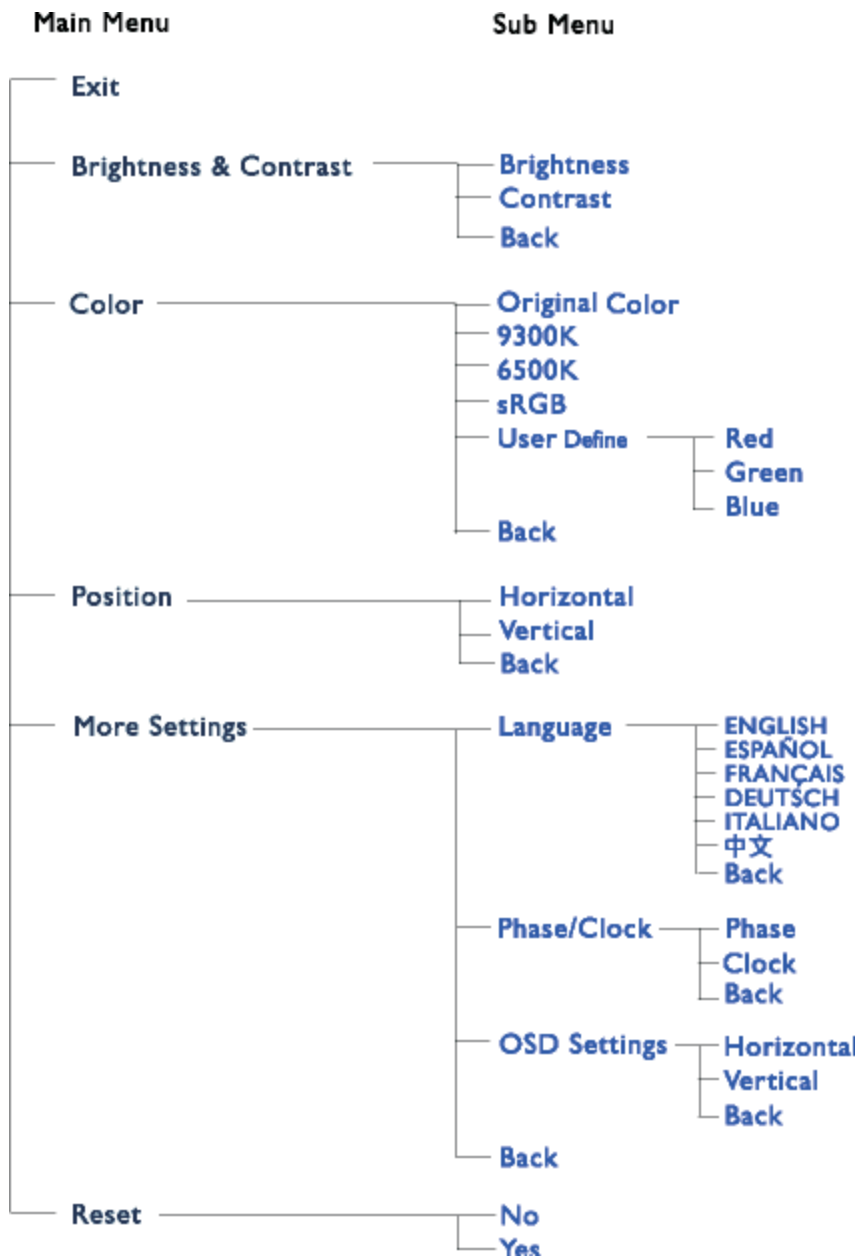 Main Menu Sub Menu
Exit
Brightness & Contrast Brightness
Contrast
Back
Color Original Color
9300K
6500K
sRGB
User Define Red
Green
Blue
Back
Position Horizontal
Vertical
Back
More Settings Language ENGLISH
ESPAÑOL
FRANÇAIS
DEUTSCH
ITALIANO
中文
Back
Phase/Clock Phase
Clock
Back
OSD Settings Horizontal
Vertical
Back
Back
Reset No
Yes